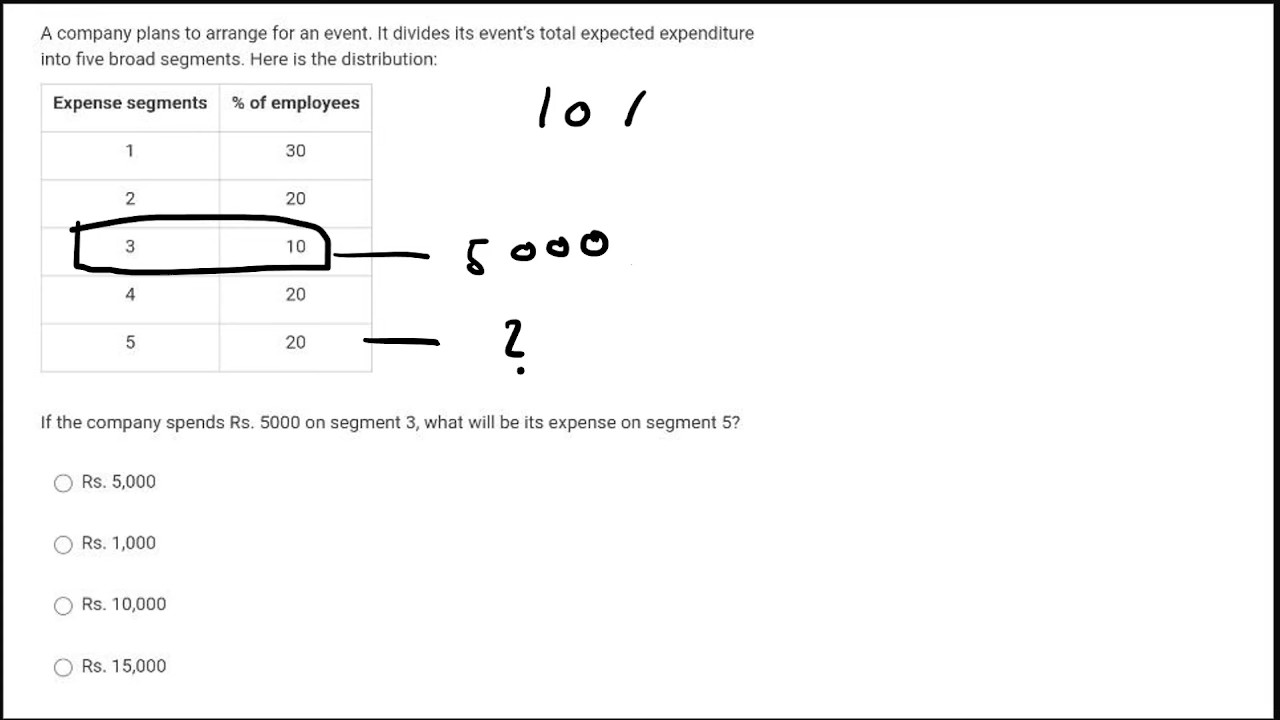 A company plans to arrange for an event. It divides its event's total expected expenditure
into five broad segments. Here is the distribution:
Expense segments % of employees
1 30
2 20
3 10
4 20
5 20
10 /
5000
?
If the company spends Rs. 5000 on segment 3, what will be its expense on segment 5?
Rs. 5,000
Rs. 1,000
Rs. 10,000
Rs. 15,000